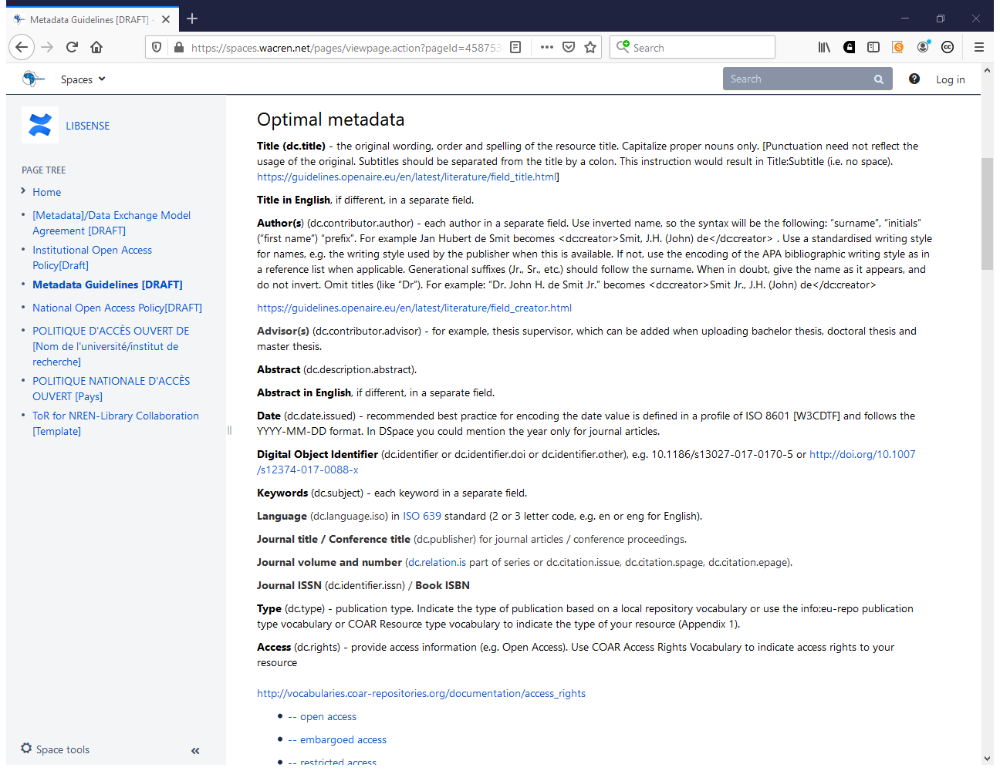 Metadata Guidelines [DRAFT] -
https://spaces.wacren.net/pages/viewpage.action?pageId=458753
Search
Spaces
Search
Log in
LIBSENSE
PAGE TREE
Home
[Metadata]/Data Exchange Model
Agreement [DRAFT]
Institutional Open Access
Policy[Draft]
Metadata Guidelines [DRAFT]
National Open Access Policy[DRAFT]
POLITIQUE D'ACCÈS OUVERT DE
[Nom de l'université/institut de
recherche]
POLITIQUE NATIONALE D'ACCÈS
OUVERT [Pays]
ToR for NREN-Library Collaboration
[Template]
Space tools
Optimal metadata
Title (dc.title) - the original wording, order and spelling of the resource title. Capitalize proper nouns only. [Punctuation need not reflect the
usage of the original. Subtitles should be separated from the title by a colon. This instruction would result in Title:Subtitle (i.e. no space).
https://guidelines.openaire.eu/en/latest/literature/field_title.html]
Title in English, if different, in a separate field.
Author(s) (dc.contributor.author) - each author in a separate field. Use inverted name, so the syntax will be the following: “surname”, “initials”
(“first name”) “prefix”. For example Jan Hubert de Smit becomes <dc:creator>Smit, J.H. (John) de</dc:creator> . Use a standardised writing style
for names, e.g. the writing style used by the publisher when this is available. If not, use the encoding of the APA bibliographic writing style as in
a reference list when applicable. Generational suffixes (Jr., Sr., etc.) should follow the surname. When in doubt, give the name as it appears, and
do not invert. Omit titles (like “Dr”). For example: “Dr. John H. de Smit Jr.” becomes <dc:creator>Smit Jr., J.H. (John) de</dc:creator>
https://guidelines.openaire.eu/en/latest/literature/field_creator.html
Advisor(s) (dc.contributor.advisor) - for example, thesis supervisor, which can be added when uploading bachelor thesis, doctoral thesis and
master thesis.
Abstract (dc.description.abstract).
Abstract in English, if different, in a separate field.
Date (dc.date.issued) - recommended best practice for encoding the date value is defined in a profile of ISO 8601 [W3CDTF] and follows the
YYYY-MM-DD format. In DSpace you could mention the year only for journal articles.
Digital Object Identifier (dc.identifier or dc.identifier.doi or dc.identifier.other), e.g. 10.1186/s13027-017-0170-5 or http://doi.org/10.1007
/s12374-017-0088-x
Keywords (dc.subject) - each keyword in a separate field.
Language (dc.language.iso) in ISO 639 standard (2 or 3 letter code, e.g. en or eng for English).
Journal title / Conference title (dc.publisher) for journal articles / conference proceedings.
Journal volume and number (dc.relation.is part of series or dc.citation.issue, dc.citation.spage, dc.citation.epage).
Journal ISSN (dc.identifier.issn) / Book ISBN
Type (dc.type) - publication type. Indicate the type of publication based on a local repository vocabulary or use the info:eu-repo publication
type vocabulary or COAR Resource type vocabulary to indicate the type of your resource (Appendix 1).
Access (dc.rights) - provide access information (e.g. Open Access). Use COAR Access Rights Vocabulary to indicate access rights to your
resource
http://vocabularies.coar-repositories.org/documentation/access_rights
-- open access
-- embargoed access
-- restricted access